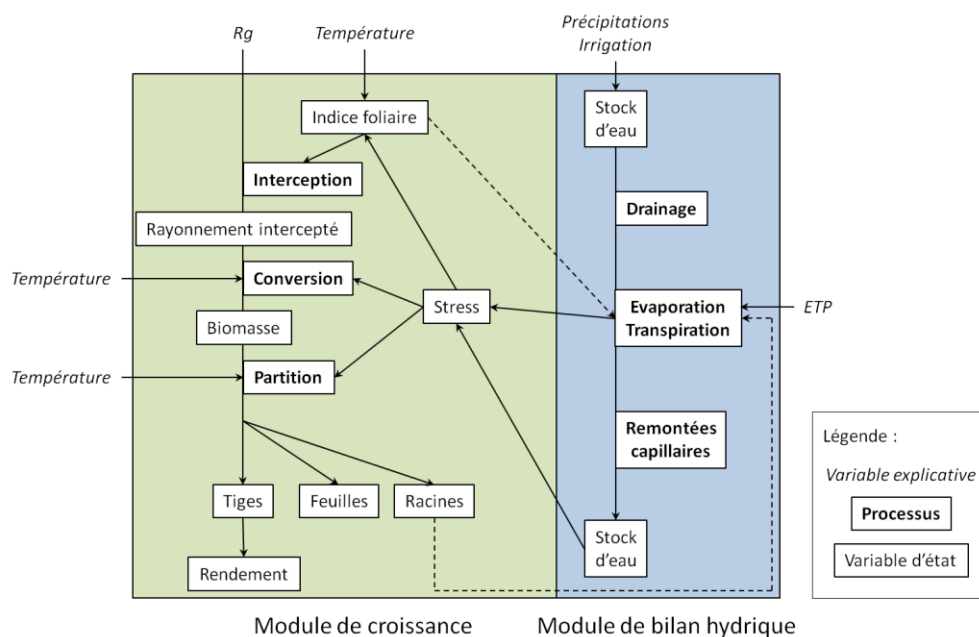 Rg
Température
Précipitations
Irrigation
Indice foliaire
Stock
d'eau
Interception
Drainage
Rayonnement intercepté
Température
Conversion
Stress
Evaporation
Transpiration
ETP
Biomasse
Température
Partition
Remontées
capillaires
Légende :
Variable explicative
Processus
Variable d'état
Tiges
Feuilles
Racines
Stock
d'eau
Rendement
Module de croissance
Module de bilan hydrique